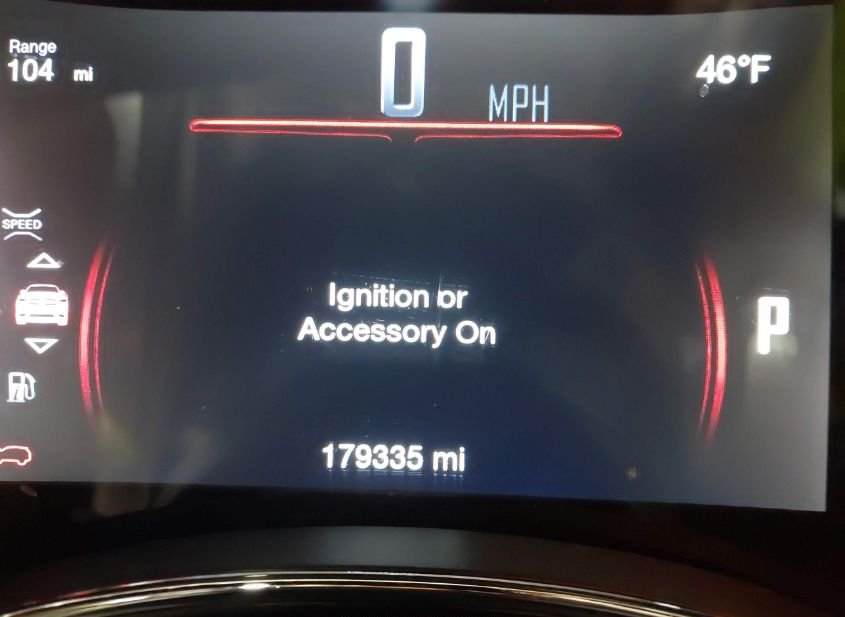 Range
104 mi
0 MPH
46°F
SPEED
Ignition or
Accessory On
P
179335 mi